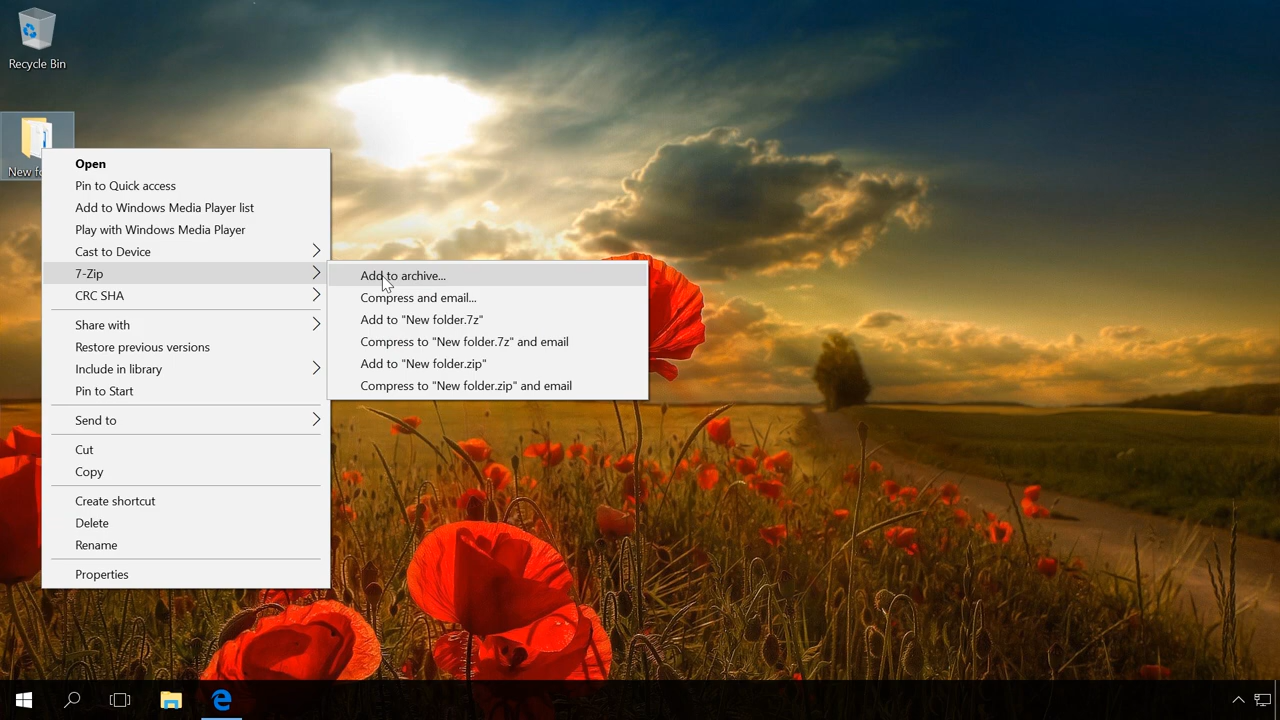 Recycle Bin
New fo
Open
Pin to Quick access
Add to Windows Media Player list
Play with Windows Media Player
Cast to Device
7-Zip
CRC SHA
Share with
Restore previous versions
Include in library
Pin to Start
Send to
Cut
Copy
Create shortcut
Delete
Rename
Properties
Add to archive...
Compress and email...
Add to "New folder.7z"
Compress to "New folder.7z" and email
Add to "New folder.zip"
Compress to "New folder.zip" and email